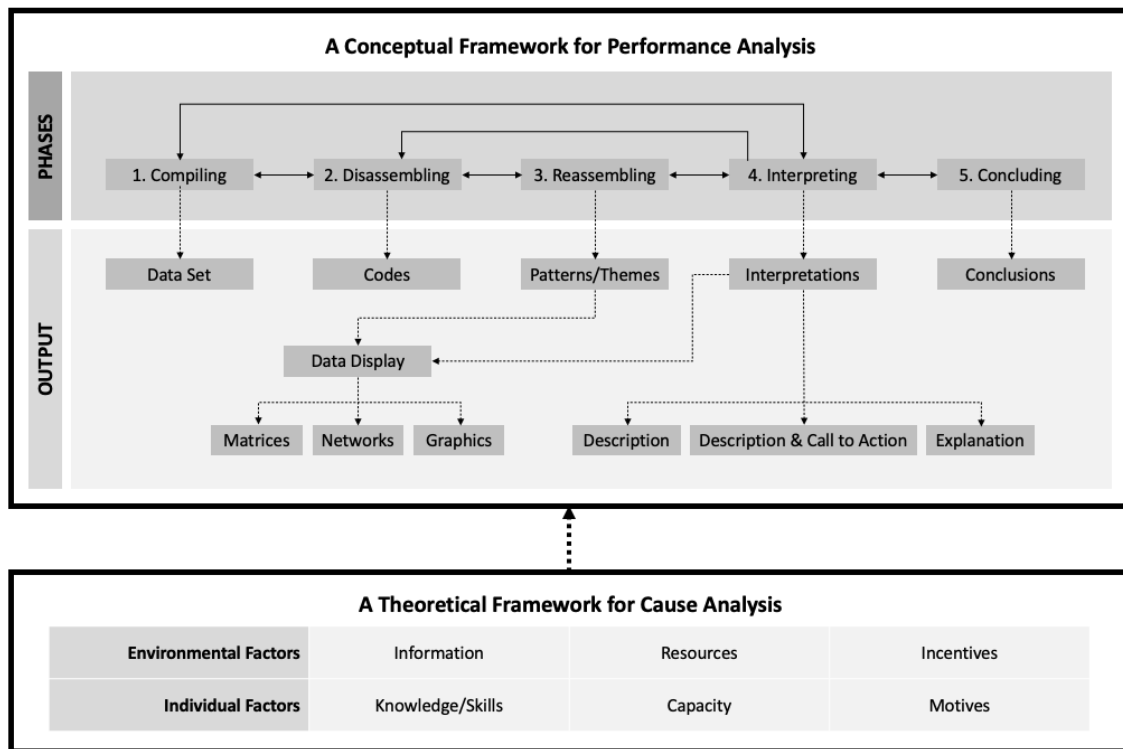 A Conceptual Framework for Performance Analysis
PHASES
1. Compiling
2. Disassembling
3. Reassembling
4. Interpreting
5. Concluding
OUTPUT
Data Set
Codes
Patterns/Themes
Interpretations
Conclusions
Data Display
Matrices
Networks
Graphics
Description
Description & Call to Action
Explanation
A Theoretical Framework for Cause Analysis
Environmental Factors
Information
Resources
Incentives
Individual Factors
Knowledge/Skills
Capacity
Motives